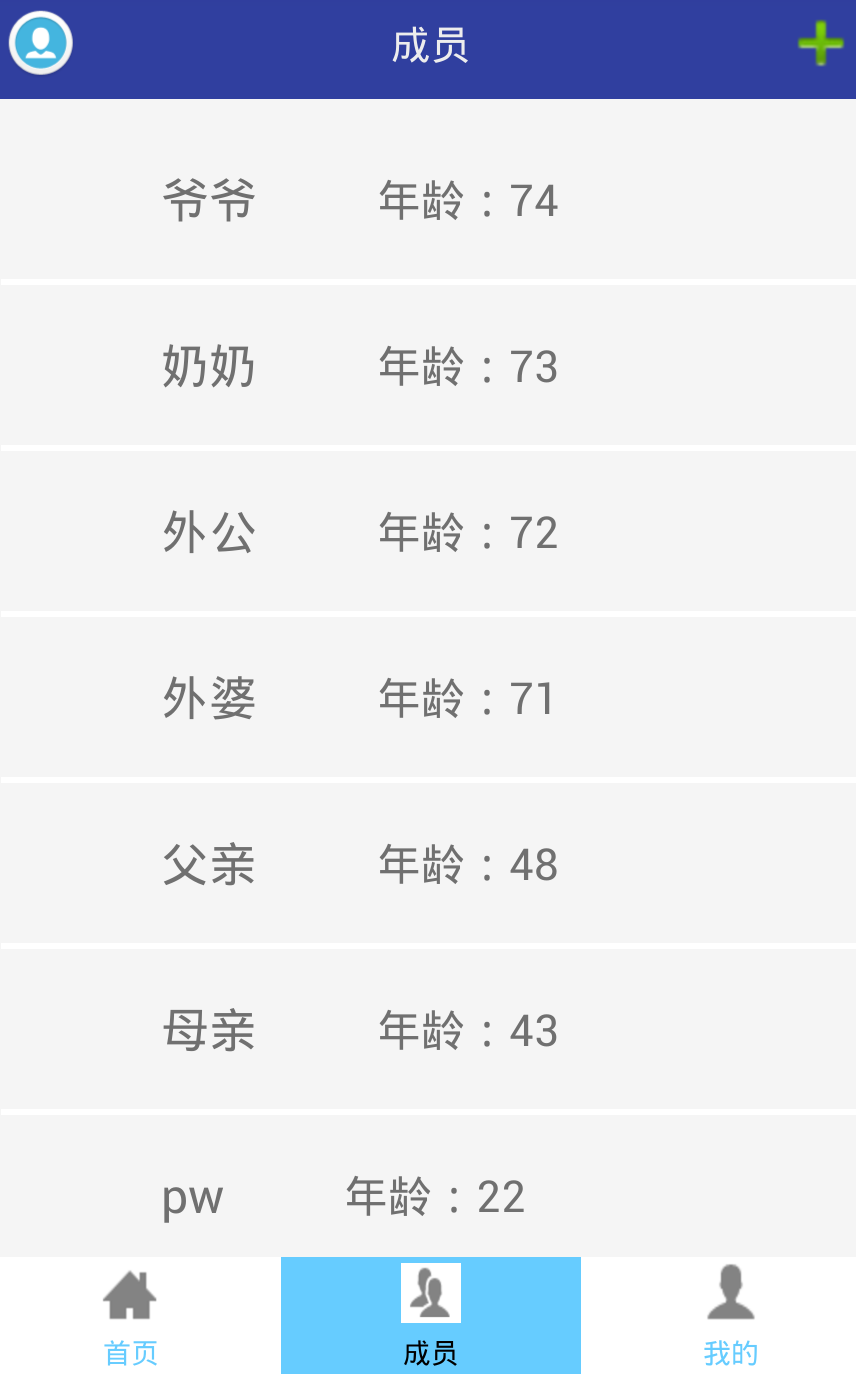 成员
爷爷 年龄：74
奶奶 年龄：73
外公 年龄：72
外婆 年龄：71
父亲 年龄：48
母亲 年龄：43
pw 年龄：22
首页 成员 我的